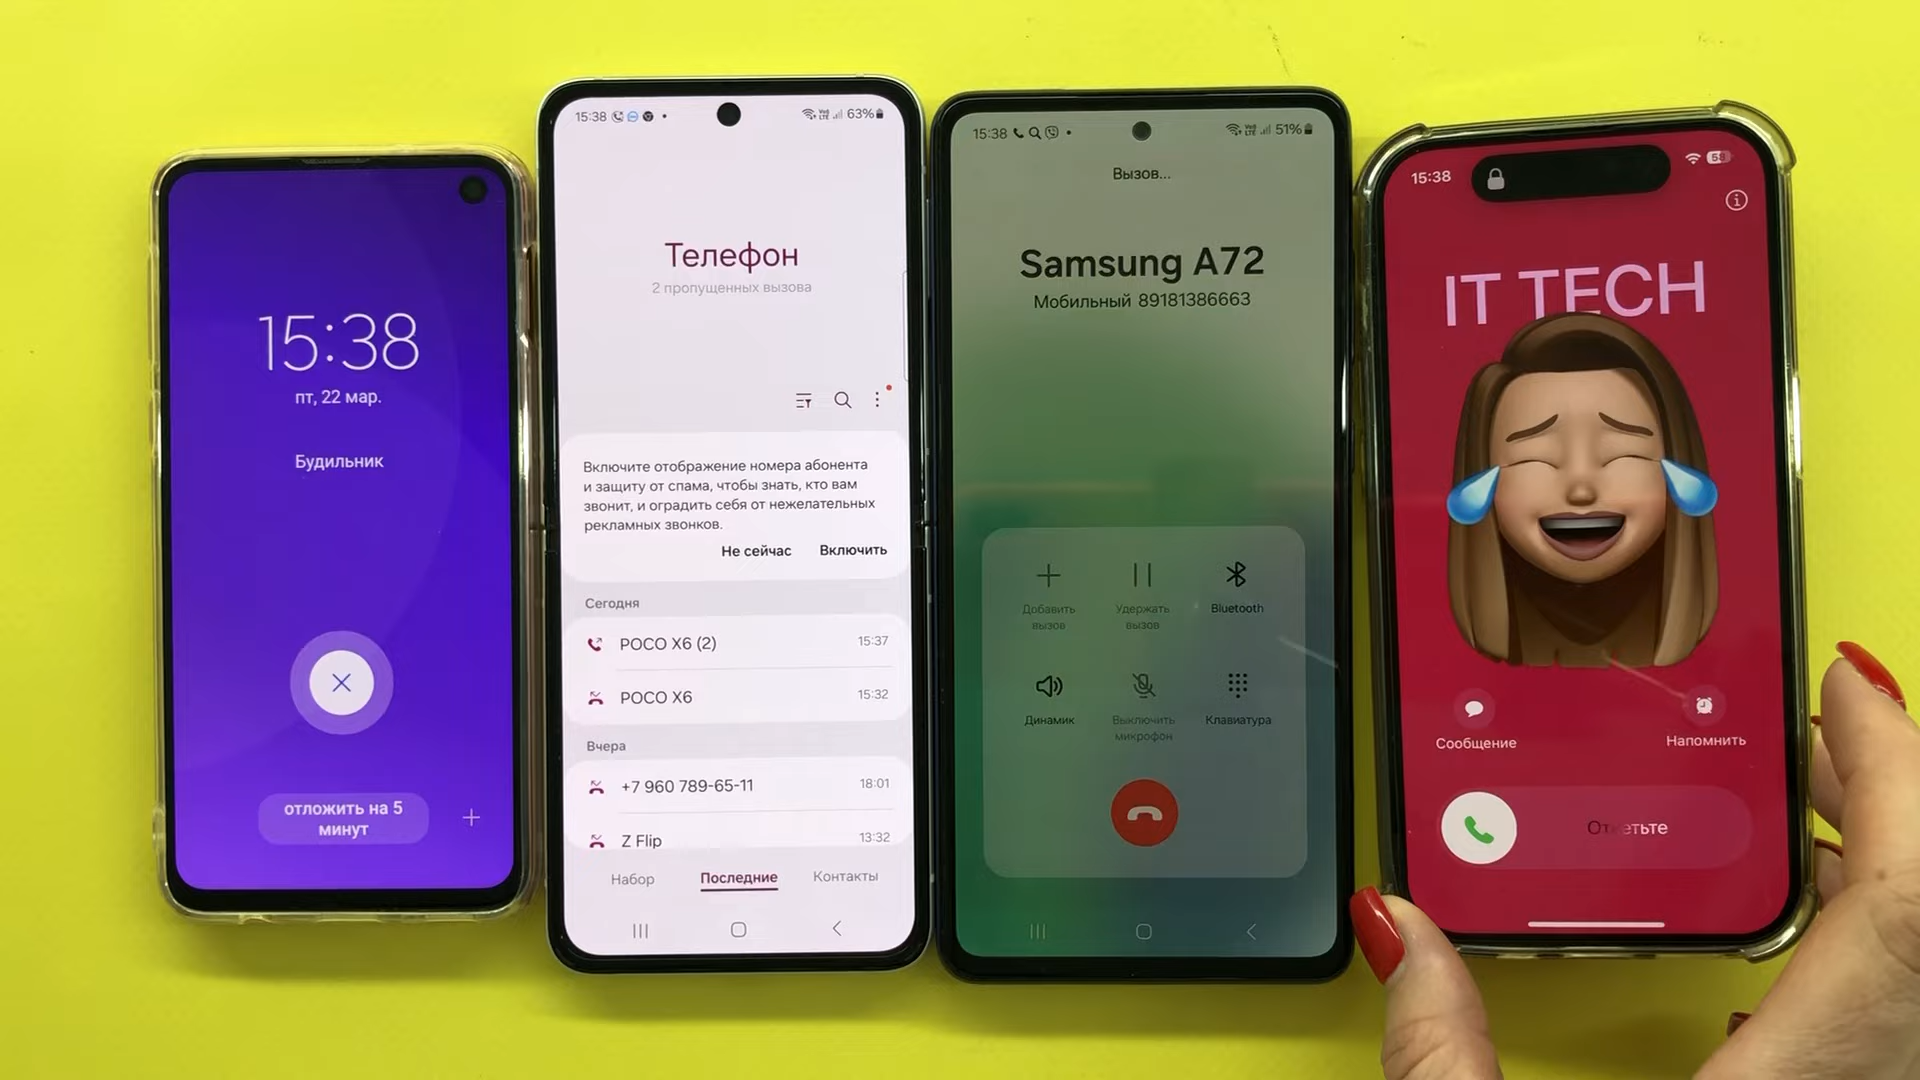 15:38
пт, 22 мар.
Будильник
отложить на 5
минут
15:38
63%
Телефон
2 пропущенных вызова
Включите отображение номера абонента
и защиту от спама, чтобы знать, кто вам
звонит, и оградить себя от нежелательных
рекламных звонков.
Не сейчас Включить
Сегодня
POCO X6 (2) 15:37
POCO X6 15:32
Вчера
+7 960 789-65-11 18:01
Z Flip 13:32
Набор Последние Контакты
15:38
51%
Вызов...
Samsung A72
Мобильный 89181386663
Добавить
вызов
Удержать
вызов
Bluetooth
Динамик
Выключить
микрофон
Клавиатура
15:38
58
IT TECH
Сообщение
Напомнить
Ответьте